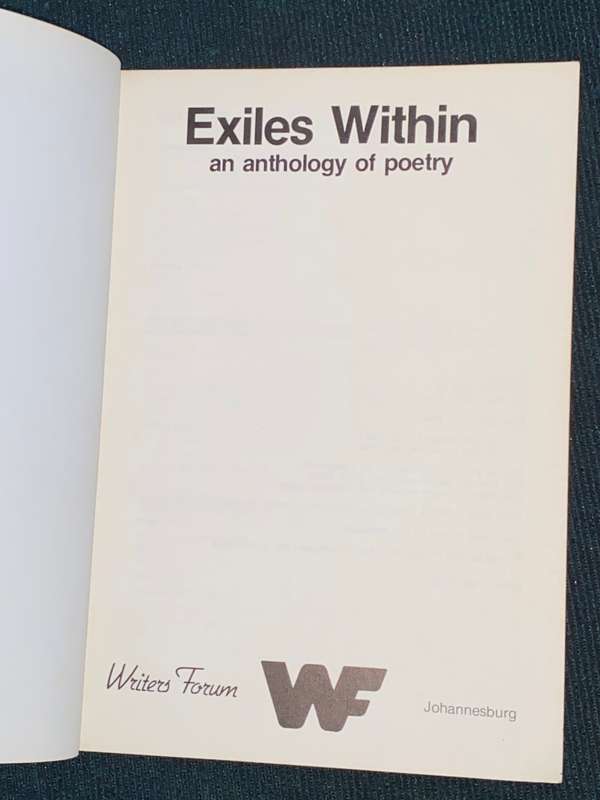 Exiles Within
an anthology of poetry
Writers Forum
WF
Johannesburg